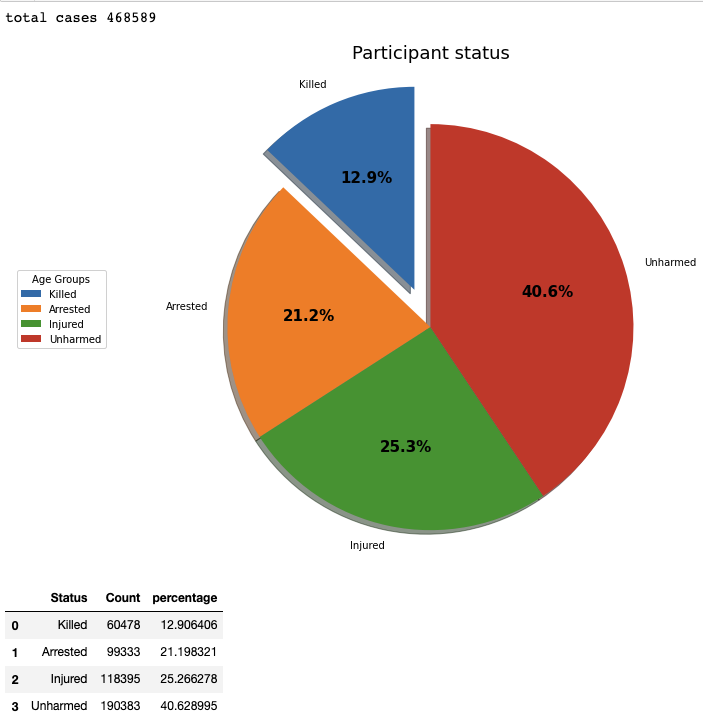 total cases 468589
Participant status
Killed
12.9%
Unharmed
40.6%
Age Groups
Killed
Arrested
Injured
Unharmed
Arrested
21.2%
25.3%
Injured
Status Count percentage
0 Killed 60478 12.906406
1 Arrested 99333 21.198321
2 Injured 118395 25.266278
3 Unharmed 190383 40.628995